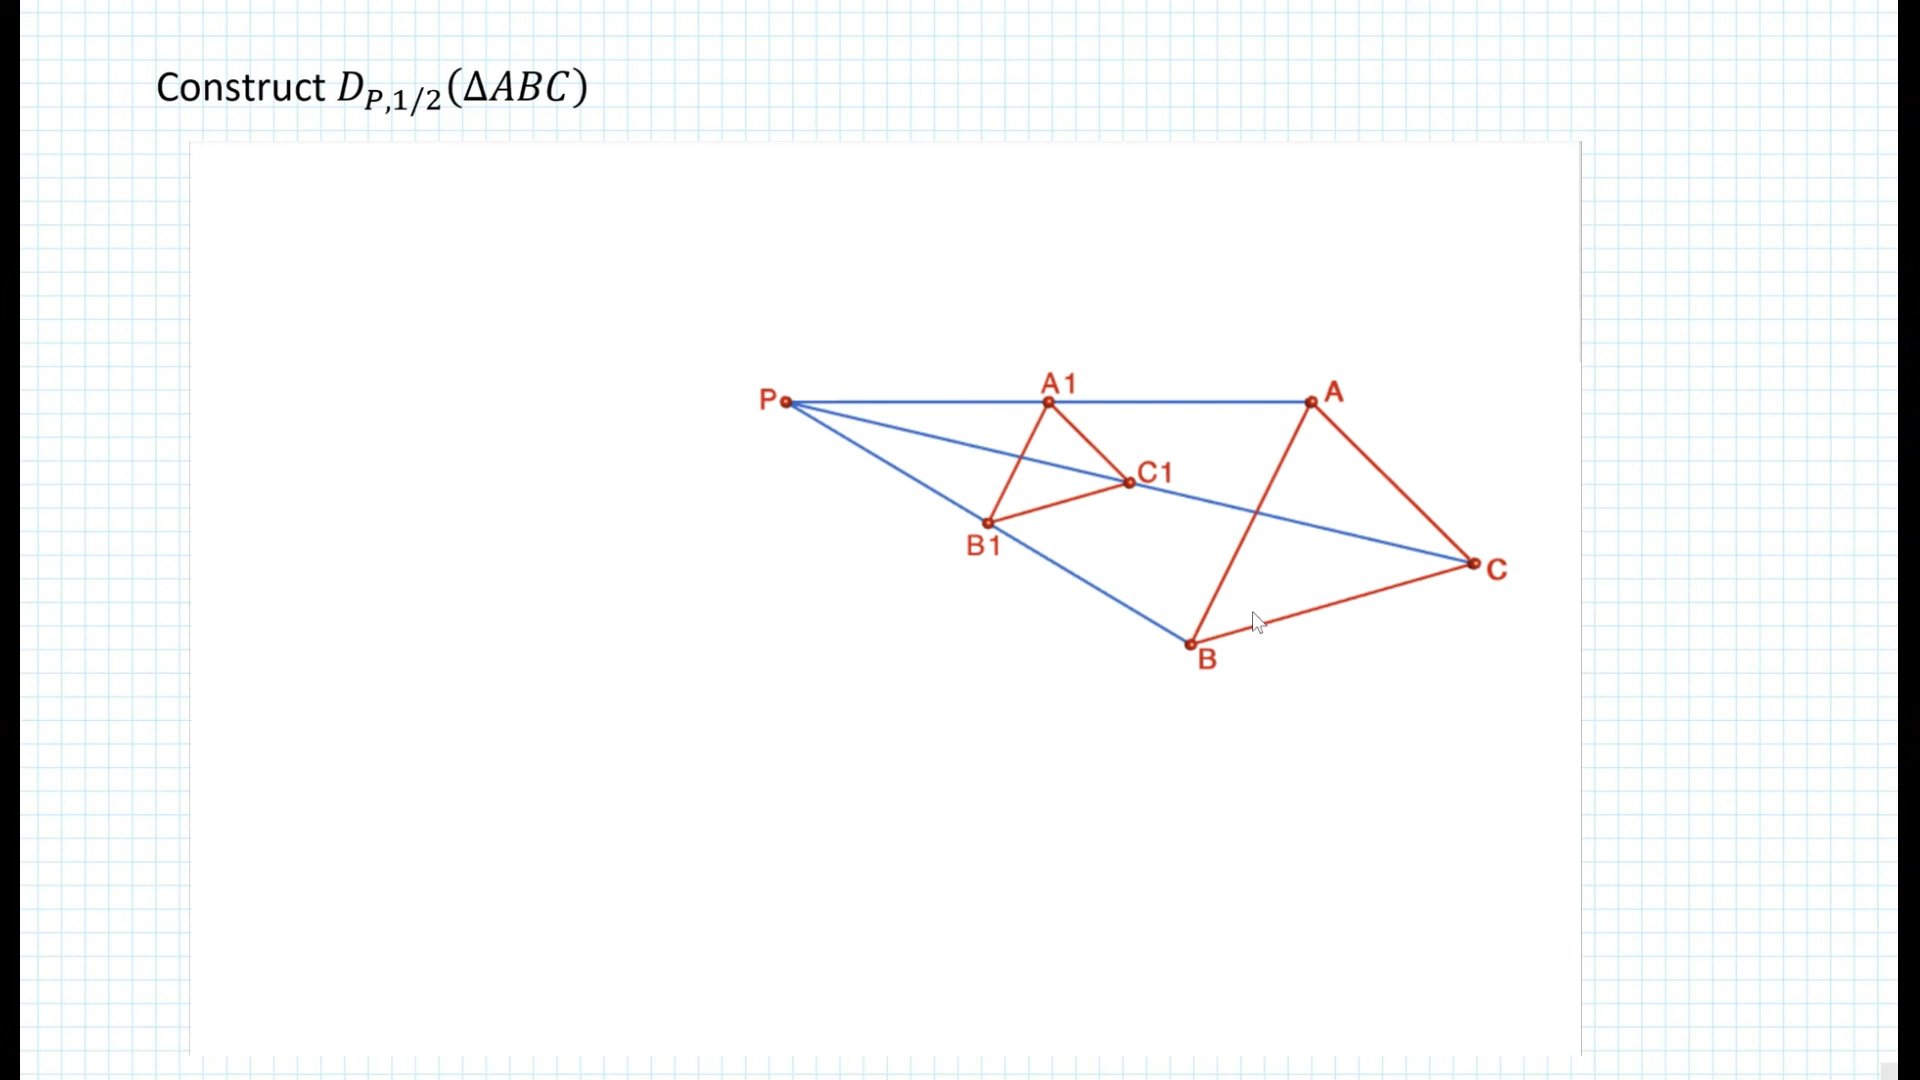 Construct D_{P,1/2}(ΔABC)
P A1 A
C1
B1
C
B